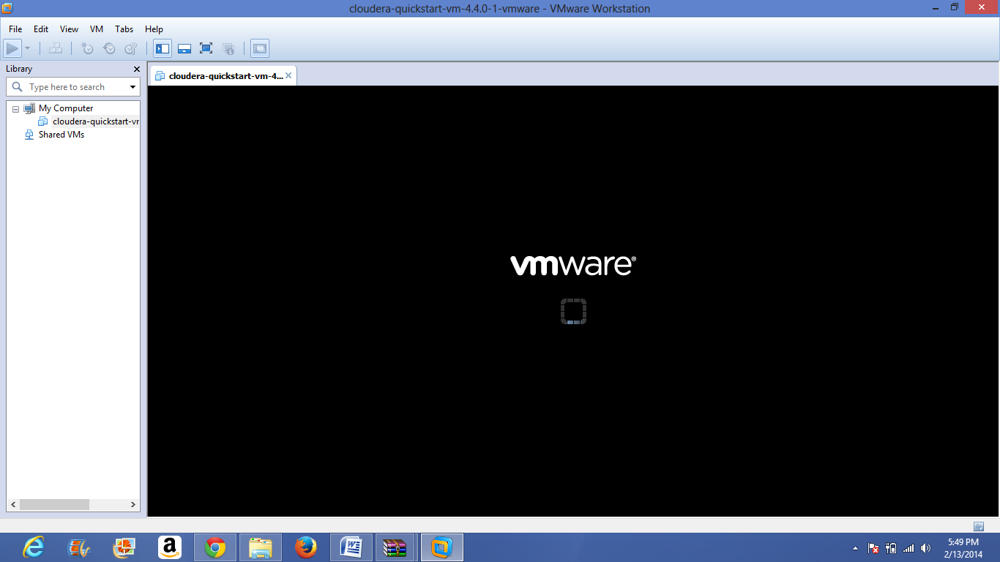 cloudera-quickstart-vm-4.4.0-1-vmware - VMware Workstation
File Edit View VM Tabs Help
Library
Type here to search
My Computer
cloudera-quickstart-vr
Shared VMs
cloudera-quickstart-vm-4...
vmware®
5:49 PM
2/13/2014